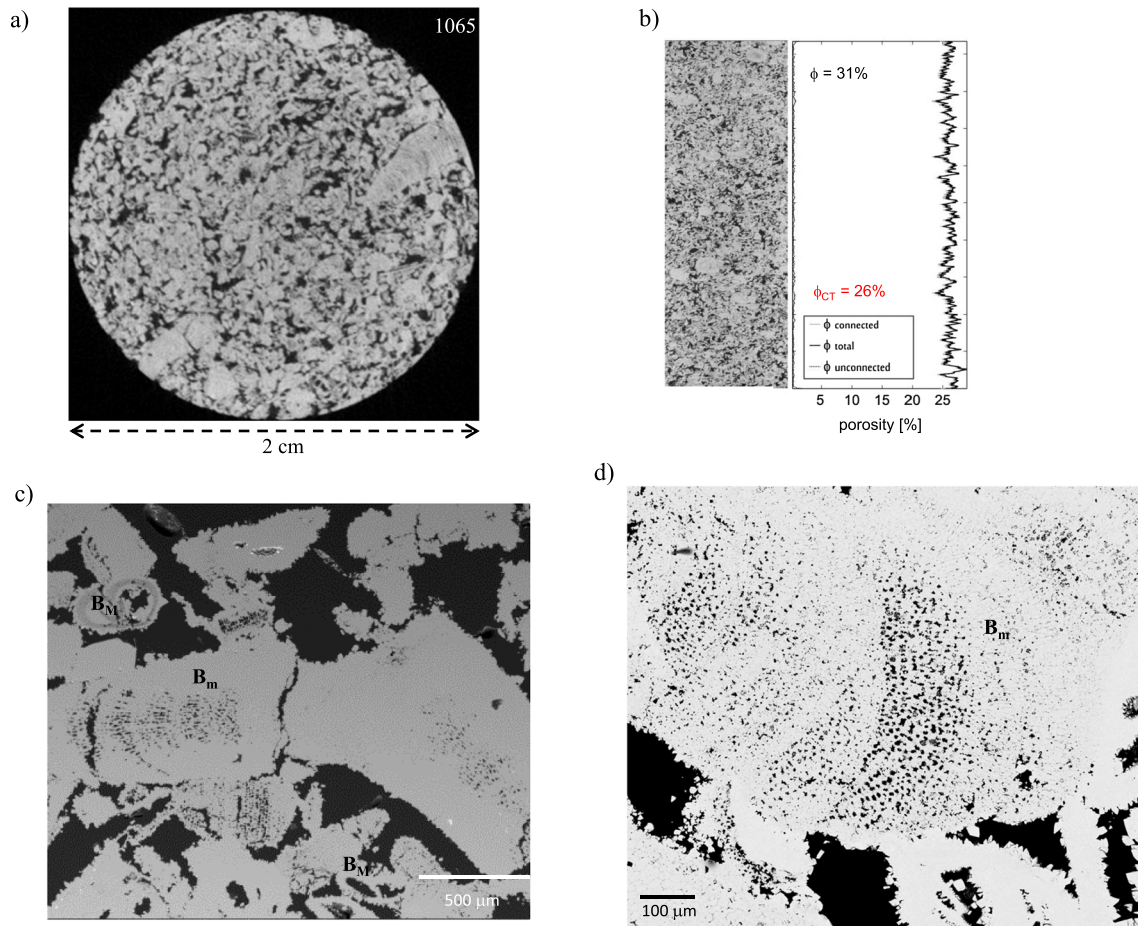 a)
1065
2 cm
b)
ϕ = 31%
ϕCT = 26%
ϕ connected
ϕ total
ϕ unconnected
5 10 15 20 25
porosity [%]
c)
BM
Bm
BM
500 μm
d)
Bm
100 μm